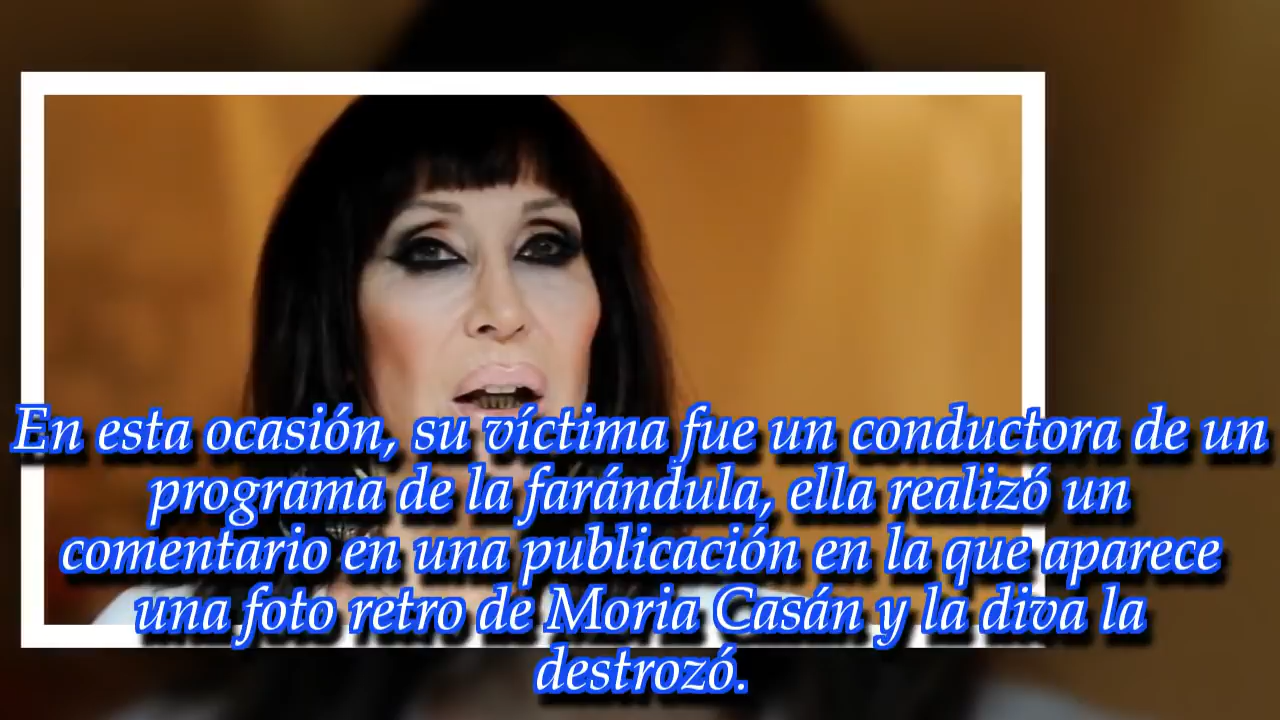 En esta ocasión, su víctima fue un conductora de un
programa de la farándula, ella realizó un
comentario en una publicación en la que aparece
una foto retro de Moria Casán y la diva la
destrozó.